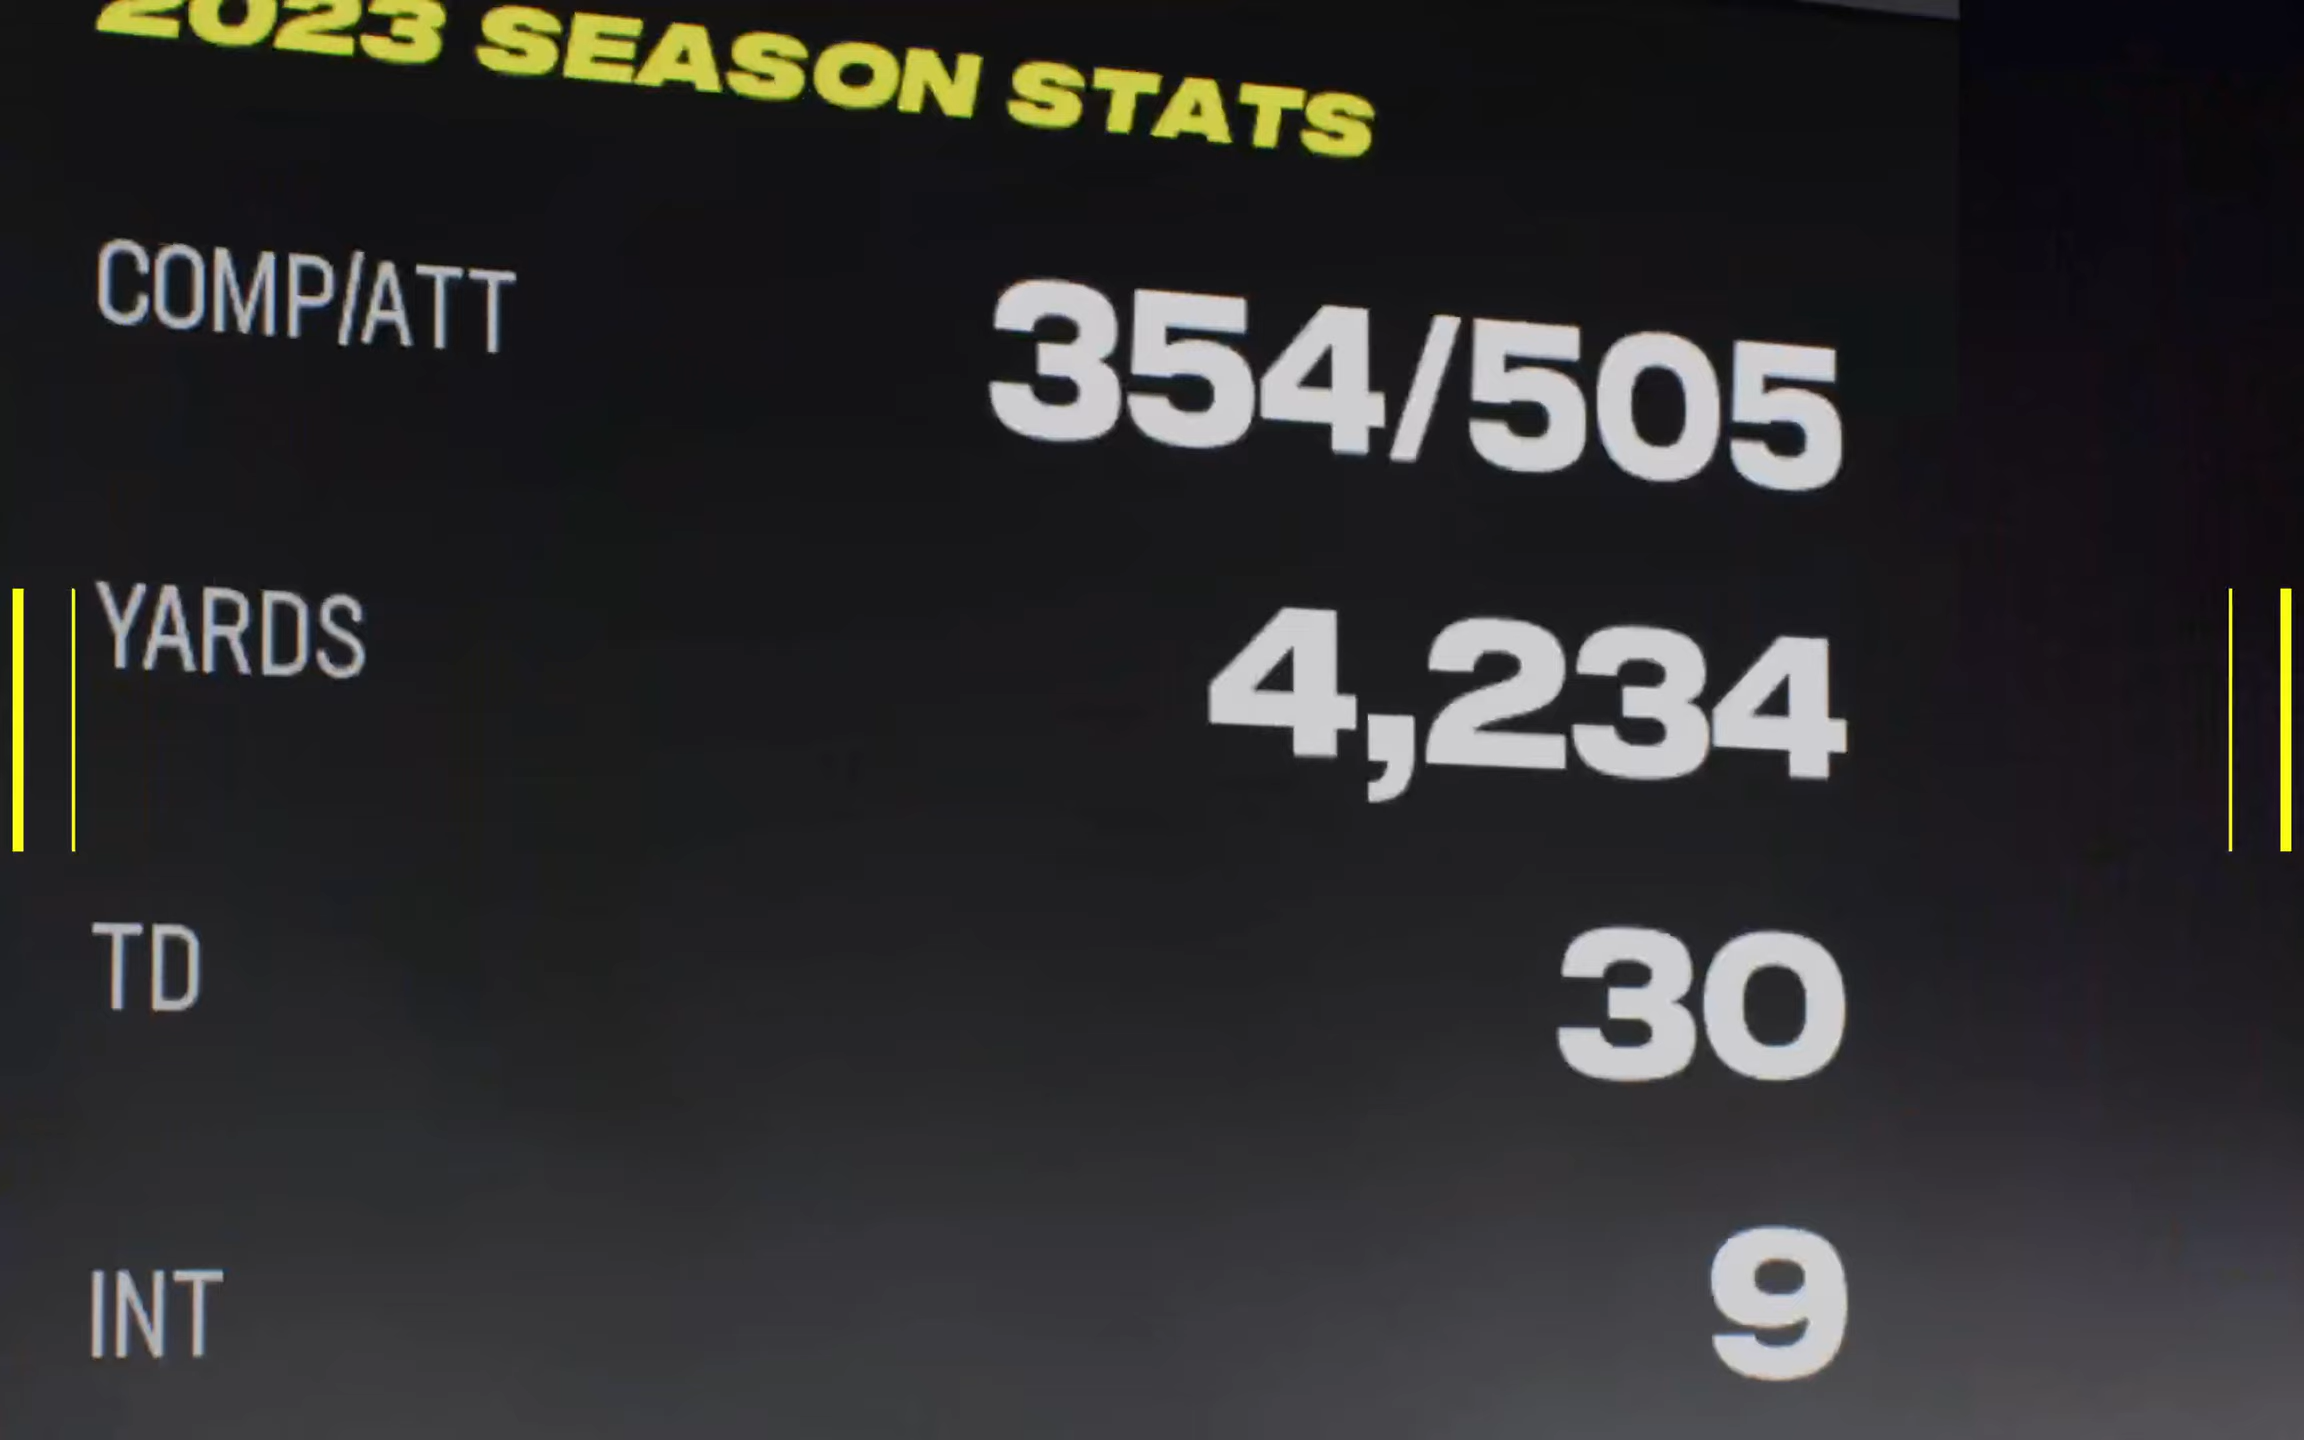 2023 SEASON STATS
COMP/ATT 354/505
YARDS 4,234
TD 30
INT 9